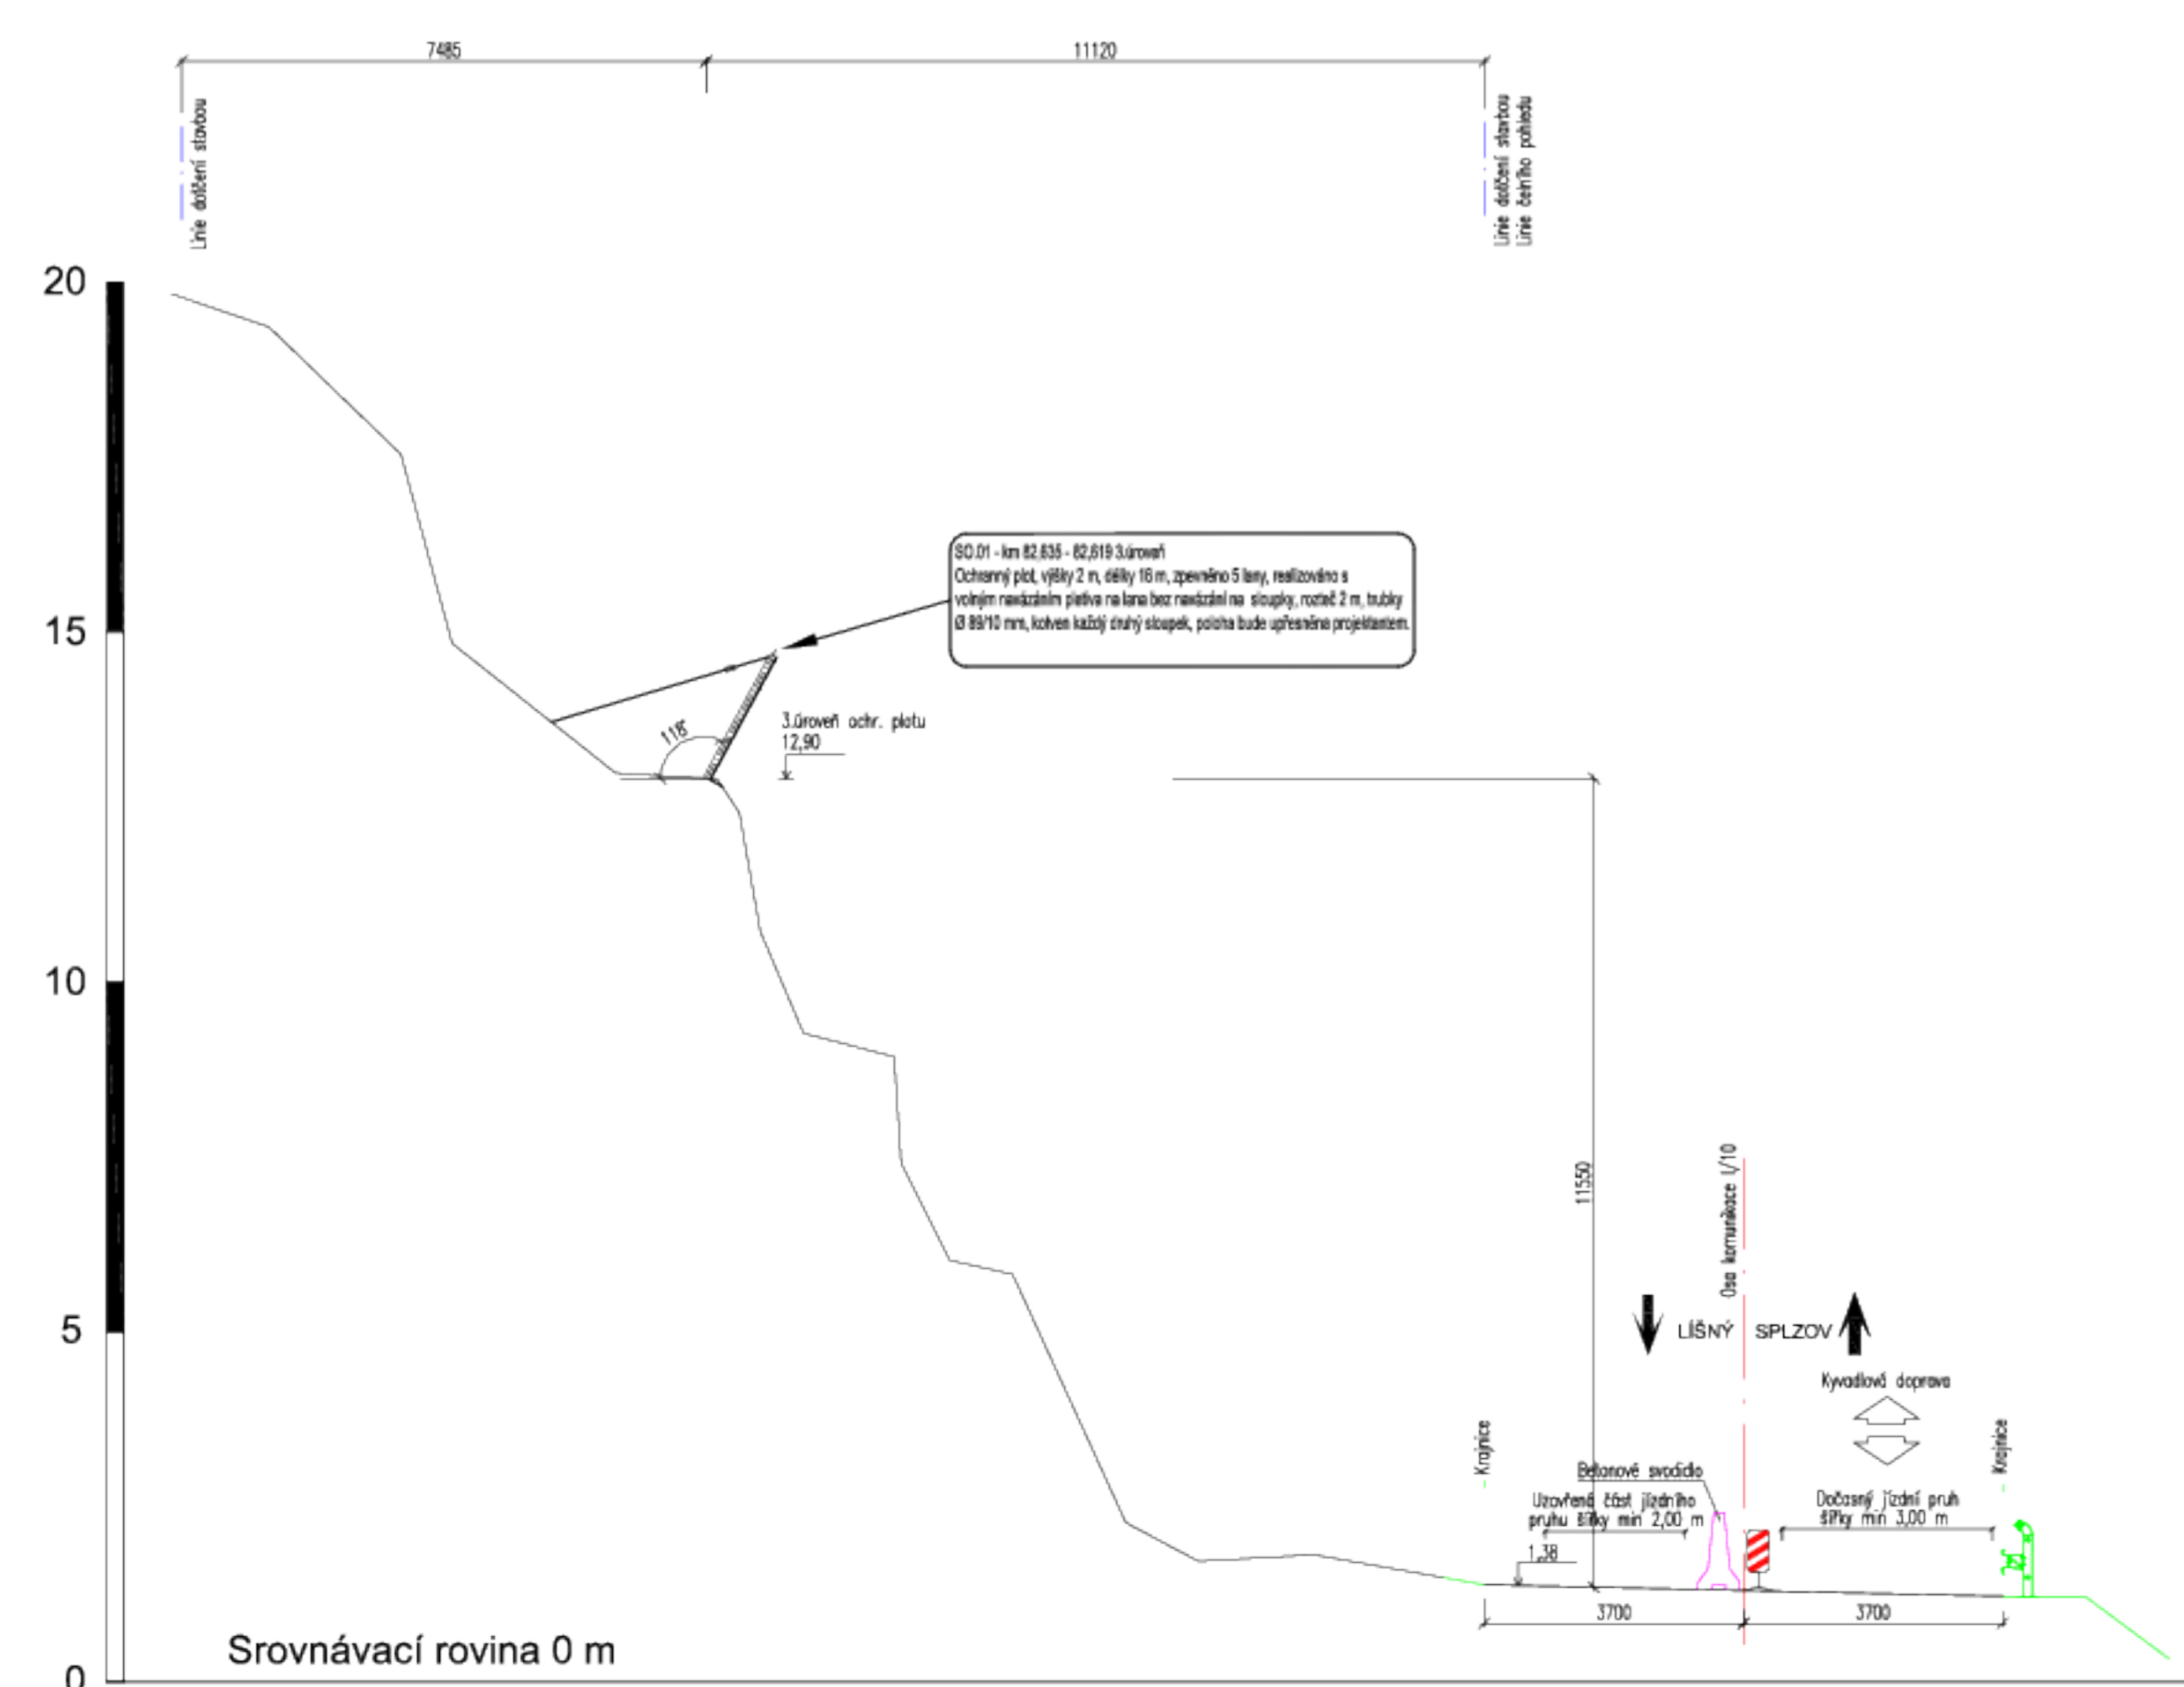 7485
11120
Linie dotčení stavbou
Linie dotčení stavbou
Linie čelního pohledu
20
SO.01 - km 82,635 - 82,619 3.úroveň
Ochranný plot, výšky 2 m, délky 16 m, zpevněno 5 lany, realizováno s
volným navázáním pletiva na lana bez navázání na sloupky, rozteč 2 m, trubky
Ø 89/10 mm, kotven každý druhý sloupek, poloha bude upřesněna projektantem.
15
118°
3.úroveň ochr. plotu
12,90
10
11550
Osa komunikace I/10
5
LÍŠNÝ SPLZOV
Kyvadlová doprava
Krajnice
Krajnice
Betonové svodidlo
Uzavřená část jízdního
pruhu šířky min 2,00 m
Dočasný jízdní pruh
šířky min 3,00 m
1,38
3700
3700
Srovnávací rovina 0 m
0